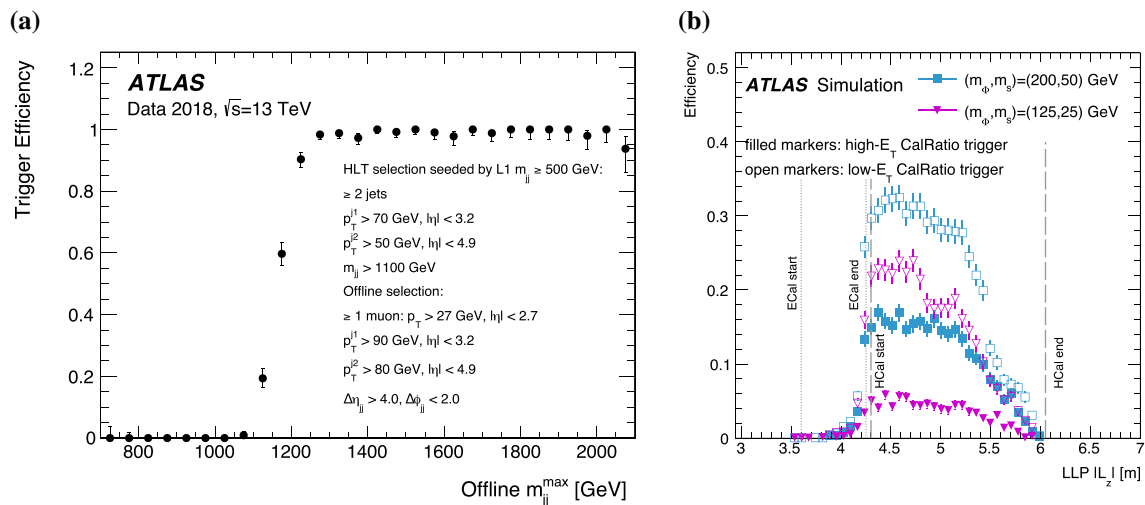 (a)
ATLAS
Data 2018, √s=13 TeV
Trigger Efficiency
1.2
1
0.8
0.6
0.4
0.2
0
HLT selection seeded by L1 m_jj ≥ 500 GeV:
≥ 2 jets
p_T^j1 > 70 GeV, |η| < 3.2
p_T^j2 > 50 GeV, |η| < 4.9
m_jj > 1100 GeV
Offline selection:
≥ 1 muon: p_T > 27 GeV, |η| < 2.7
p_T^j1 > 90 GeV, |η| < 3.2
p_T^j2 > 80 GeV, |η| < 4.9
Δη_jj > 4.0, Δϕ_jj < 2.0
800 1000 1200 1400 1600 1800 2000
Offline m_jj^max [GeV]
(b)
Efficiency
0.5
0.4
0.3
0.2
0.1
0
ATLAS Simulation
(m_Φ,m_s)=(200,50) GeV
(m_Φ,m_s)=(125,25) GeV
filled markers: high-E_T CalRatio trigger
open markers: low-E_T CalRatio trigger
ECal start
ECal end
HCal start
HCal end
3 3.5 4 4.5 5 5.5 6 6.5 7
LLP |L_z| [m]